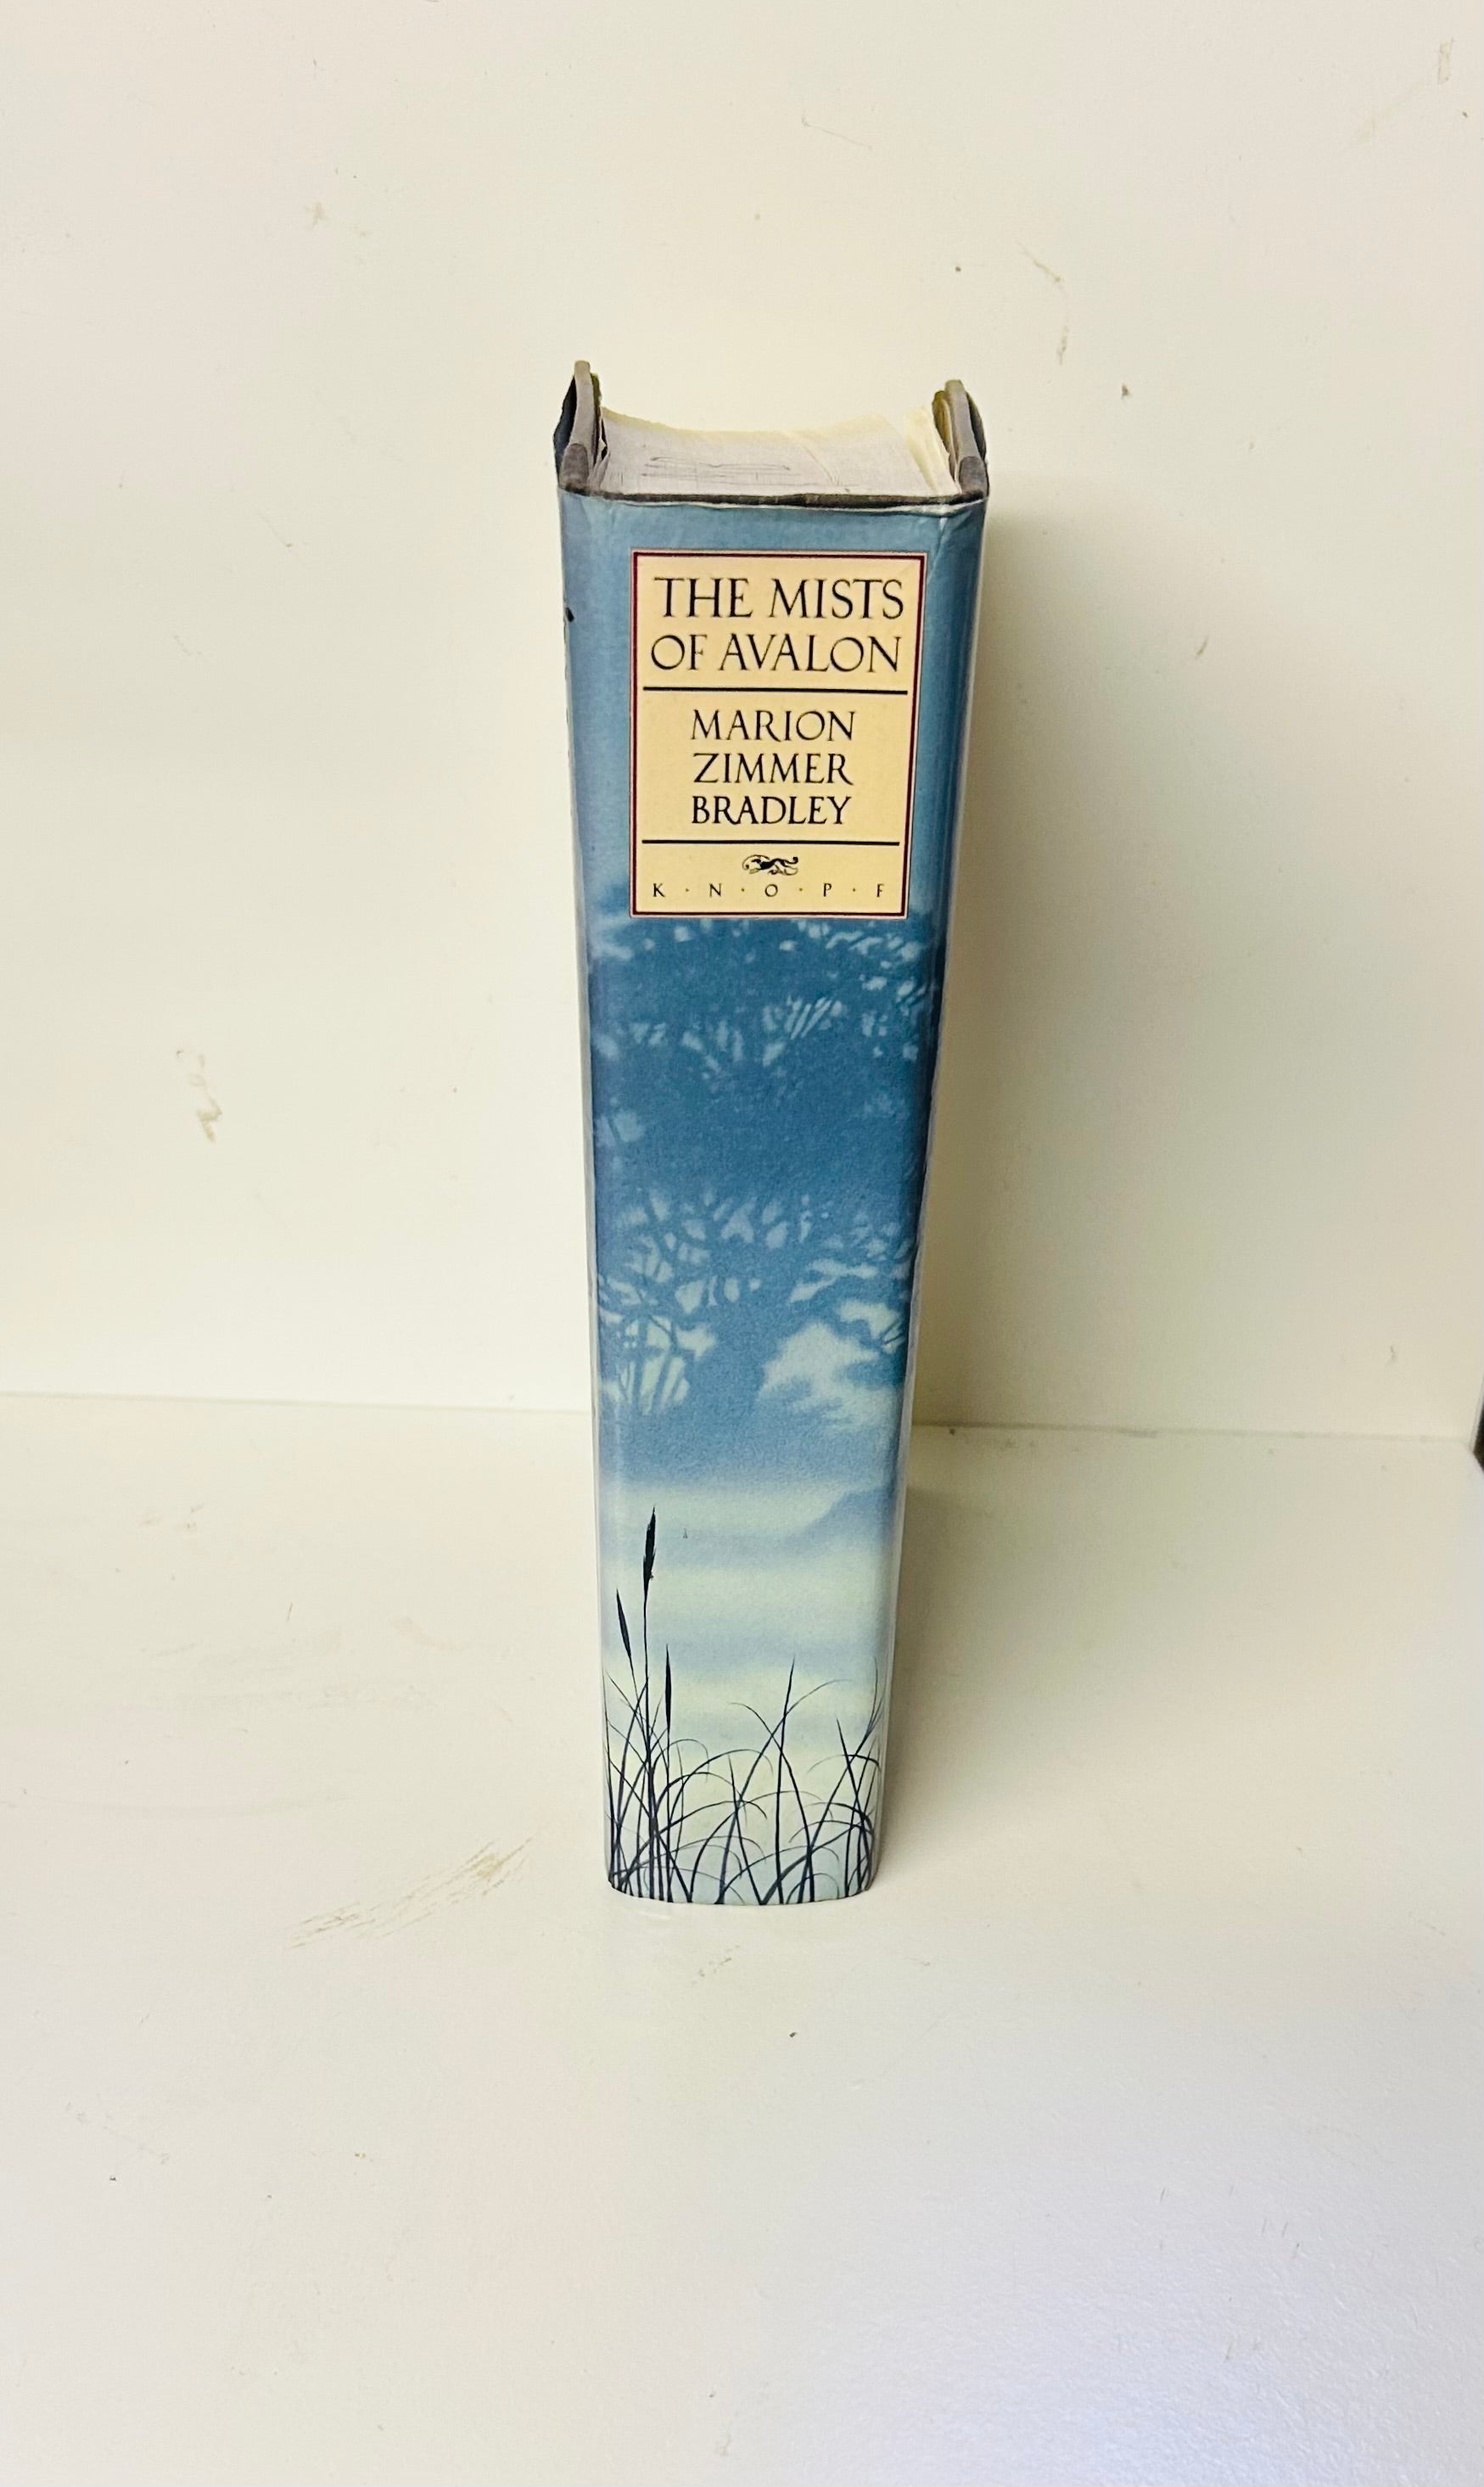 THE MISTS
OF AVALON
MARION
ZIMMER
BRADLEY
K · N · O · P · F